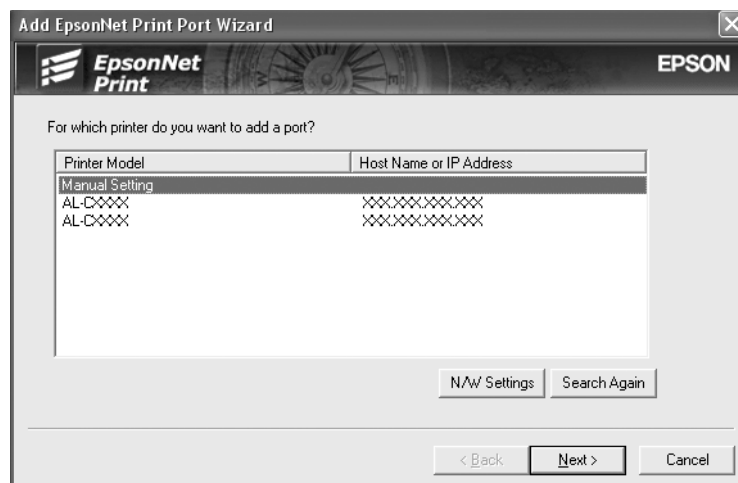 Add EpsonNet Print Port Wizard
EpsonNet
Print
EPSON
For which printer do you want to add a port?
Printer Model Host Name or IP Address
Manual Setting
AL-CXXXX XXX.XXX.XXX.XXX
AL-CXXXX XXX.XXX.XXX.XXX
N/W Settings Search Again
< Back Next > Cancel